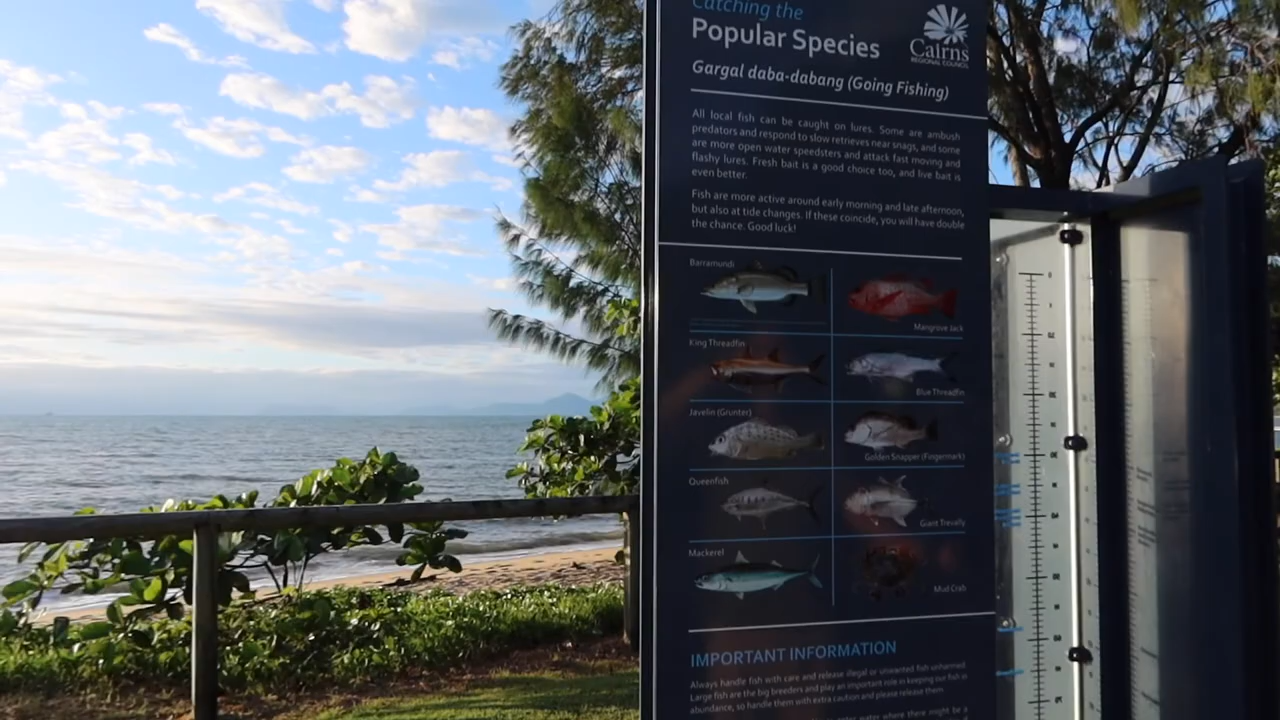 Catching the
Popular Species
Cairns
REGIONAL COUNCIL
Gargal daba-dabang (Going Fishing)
All local fish can be caught on lures. Some are ambush
predators and respond to slow retrieves near snags, and some
are more open water speedsters and attack fast moving and
flashy lures. Fresh bait is a good choice too, and live bait is
even better.
Fish are more active around early morning and late afternoon,
but also at tide changes. If these coincide, you will have double
the chance. Good luck!
Barramundi
Mangrove Jack
King Threadfin
Blue Threadfin
Javelin (Grunter)
Golden Snapper (Fingermark)
Queenfish
Giant Trevally
Mackerel
Mud Crab
IMPORTANT INFORMATION
Always handle fish with care and release illegal or unwanted fish unharmed.
Large fish are the big breeders and play an important role in keeping our fish in
abundance, so handle them with extra caution and please release them.
water where there might be a